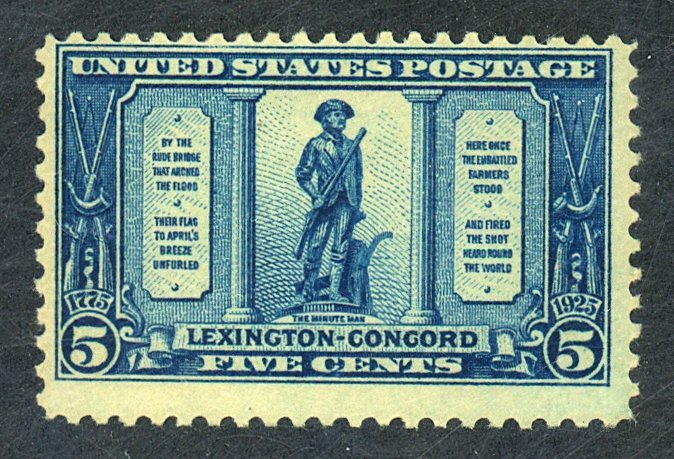 UNITED STATES POSTAGE
BY THE
RUDE BRIDGE
THAT ARCHED
THE FLOOD
THEIR FLAG
TO APRIL'S
BREEZE
UNFURLED
HERE ONCE
THE EMBATTLED
FARMERS
STOOD
AND FIRED
THE SHOT
HEARD ROUND
THE WORLD
1775
1925
THE MINUTE MAN
5
LEXINGTON-CONCORD
5
FIVE CENTS